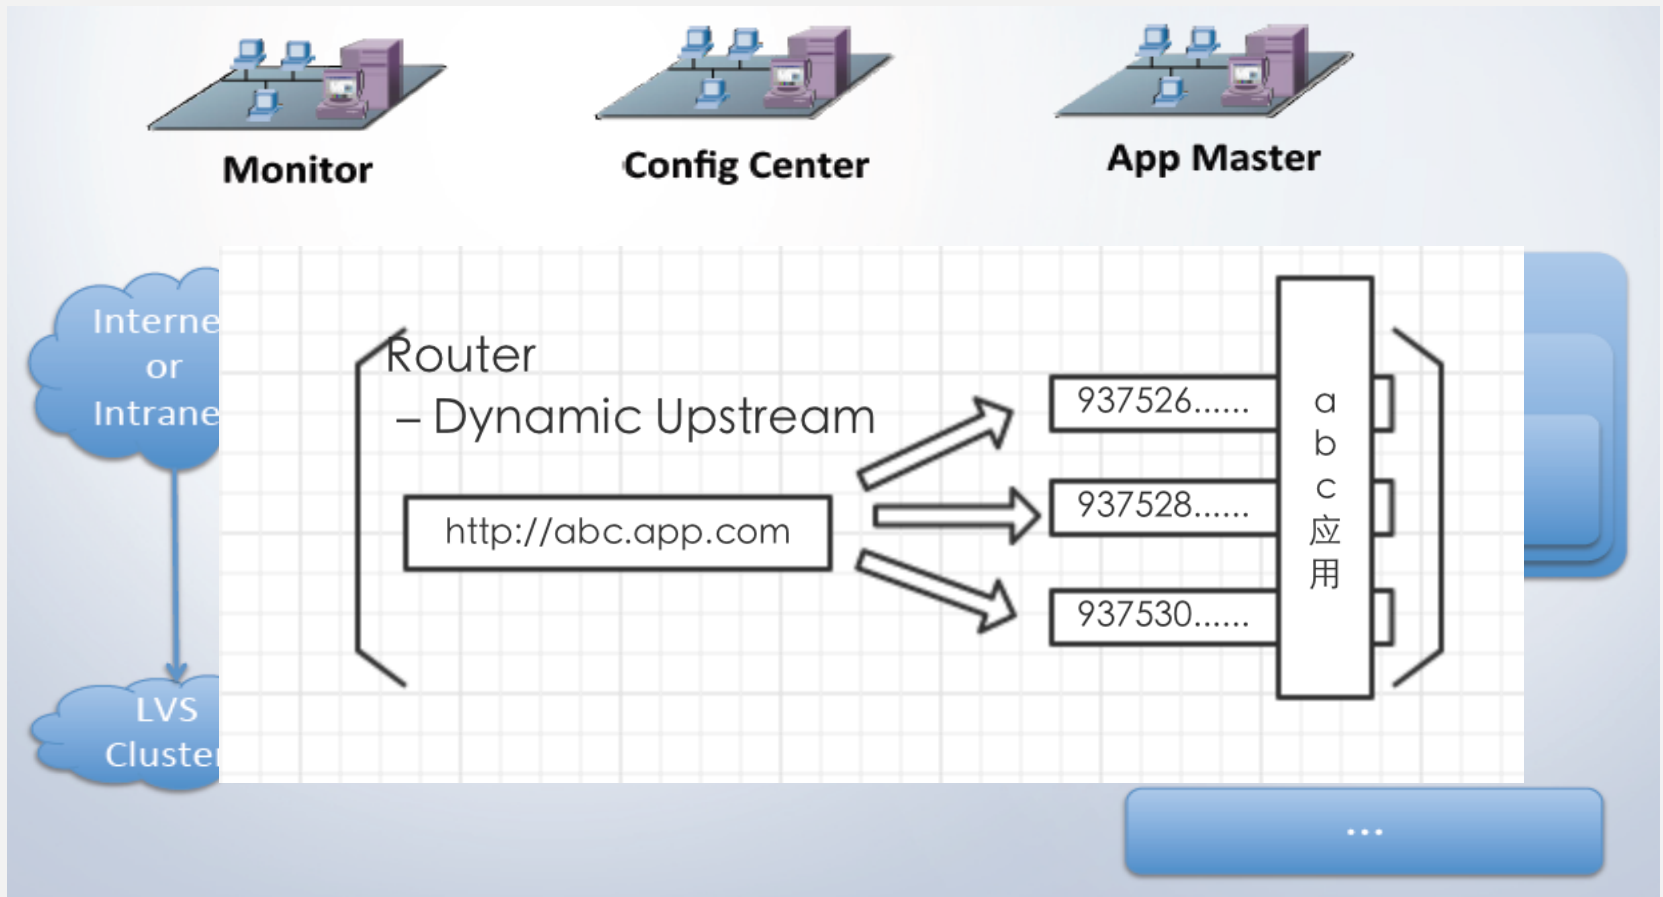 Monitor
Config Center
App Master
Interne
or
Intrane
LVS
Cluster
Router
– Dynamic Upstream
http://abc.app.com
937526......
937528......
937530......
a
b
c
应
用
...